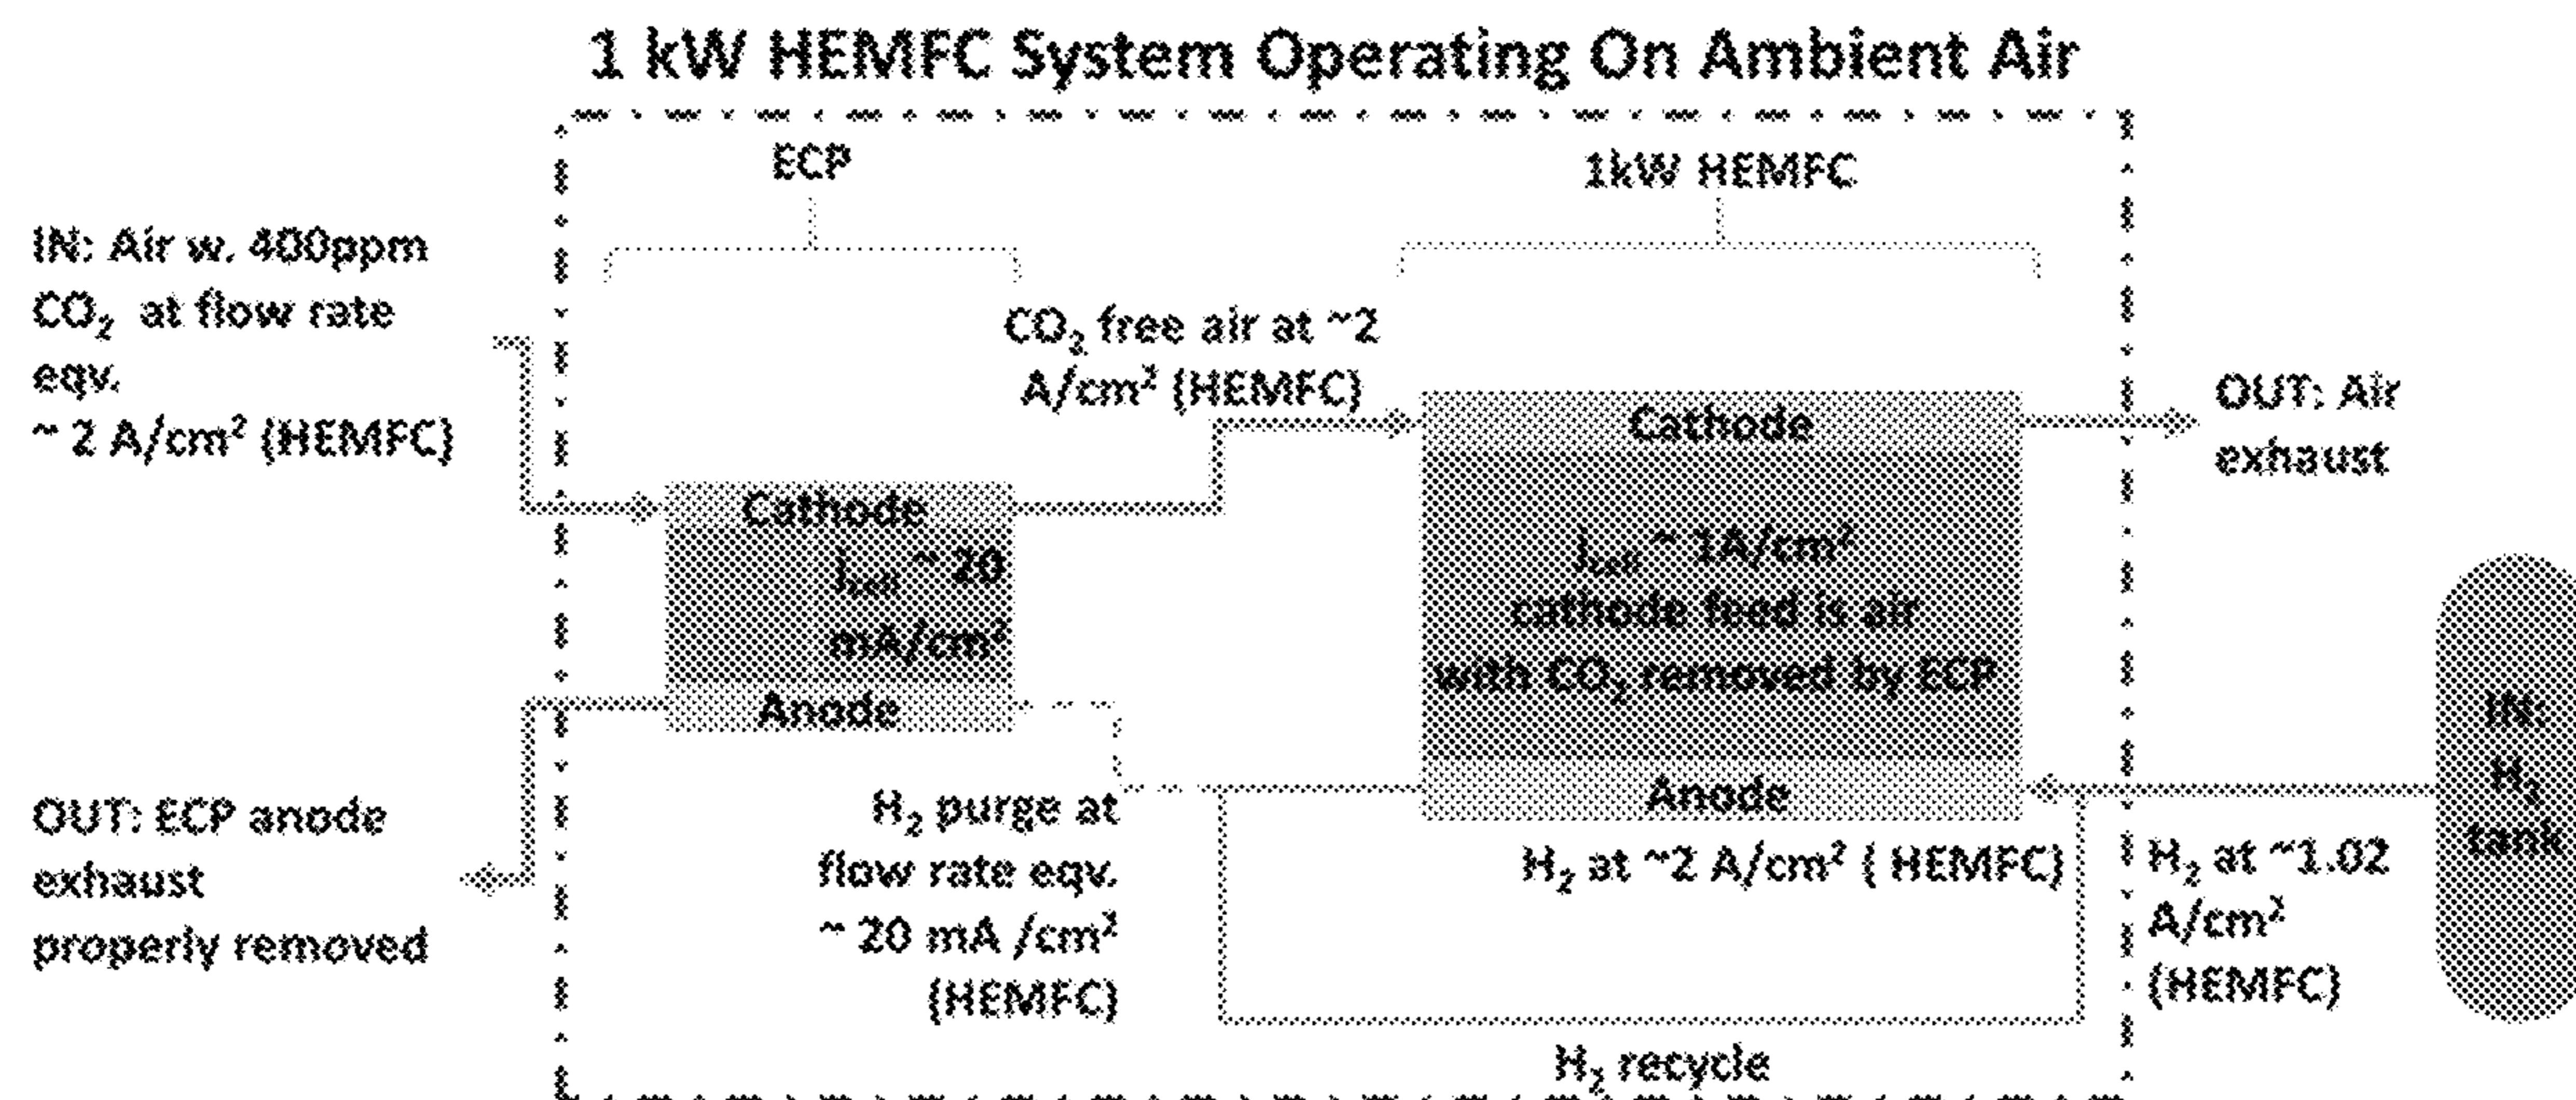 1 kW HEMFC System Operating On Ambient Air
ECP
1kW HEMFC
IN: Air w. 400ppm
CO₂ at flow rate
eqv.
~ 2 A/cm² (HEMFC)
CO₂ free air at ~2
A/cm² (HEMFC)
Cathode
j_cell ~ 20
mA/cm²
Anode
Cathode
j_cell ~ 1A/cm²
cathode feed is air
with CO₂ removed by ECP
Anode
OUT: Air
exhaust
IN:
H₂
tank
OUT: ECP anode
exhaust
properly removed
H₂ purge at
flow rate eqv.
~ 20 mA /cm²
(HEMFC)
H₂ at ~2 A/cm² ( HEMFC)
H₂ at ~1.02
A/cm²
(HEMFC)
H₂ recycle